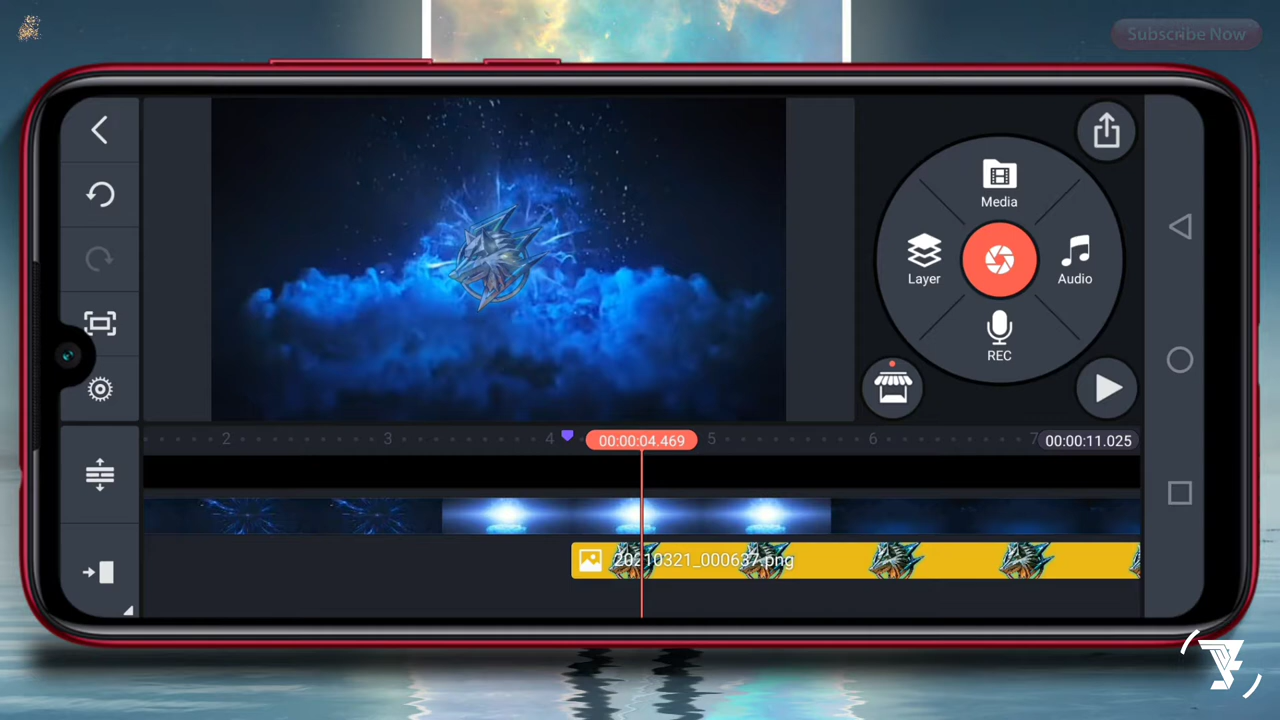 Subscribe Now
Media
Layer
Audio
REC
2
3
4
00:00:04.469
5
6
7
00:00:11.025
20210321_000637.png